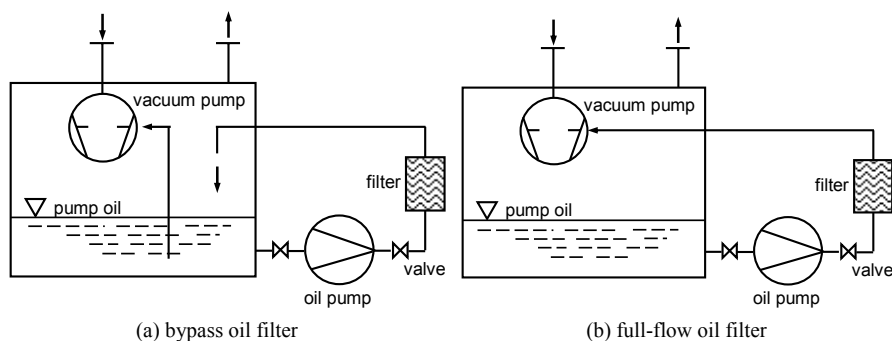 vacuum pump
filter
pump oil
valve
oil pump
(a) bypass oil filter
vacuum pump
filter
pump oil
valve
oil pump
(b) full-flow oil filter